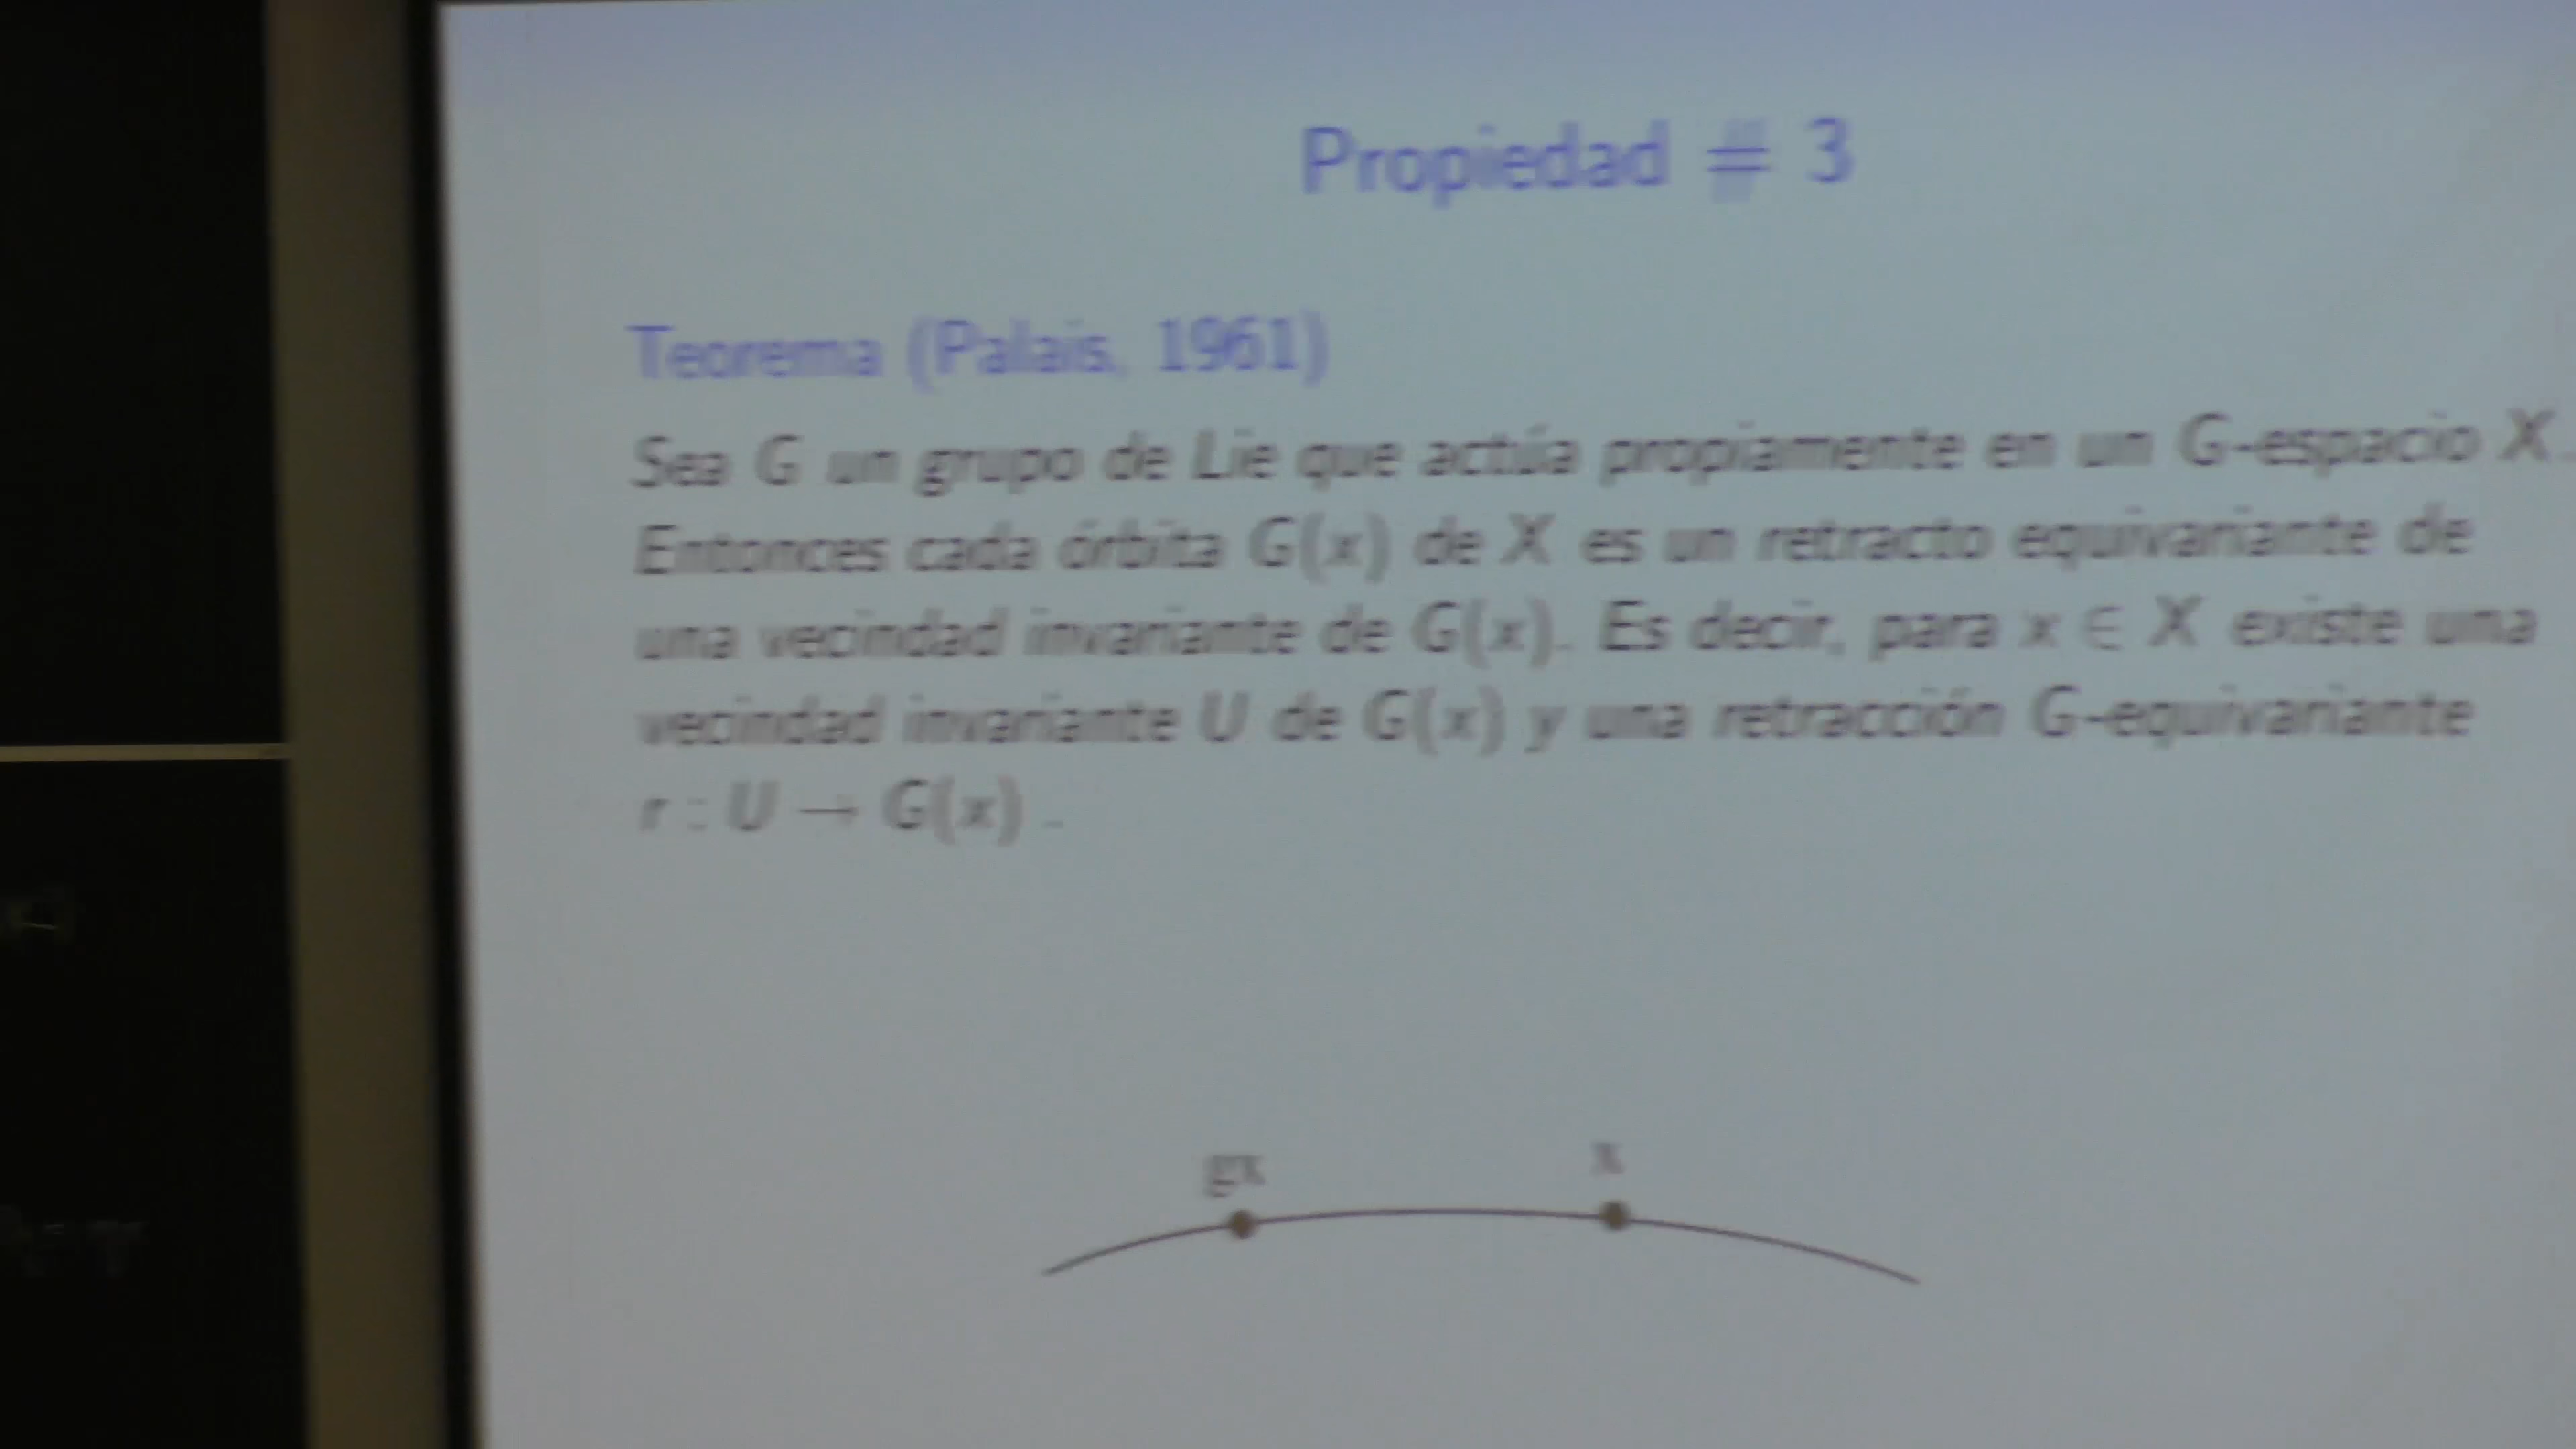 Propiedad # 3
Teorema (Palais, 1961)
Sea G un grupo de Lie que actúa propiamente en un G-espacio X.
Entonces cada órbita G(x) de X es un retracto equivariante de
una vecindad invariante de G(x). Es decir, para x ∈ X existe una
vecindad invariante U de G(x) y una retracción G-equivariante
r : U → G(x) .
gx x